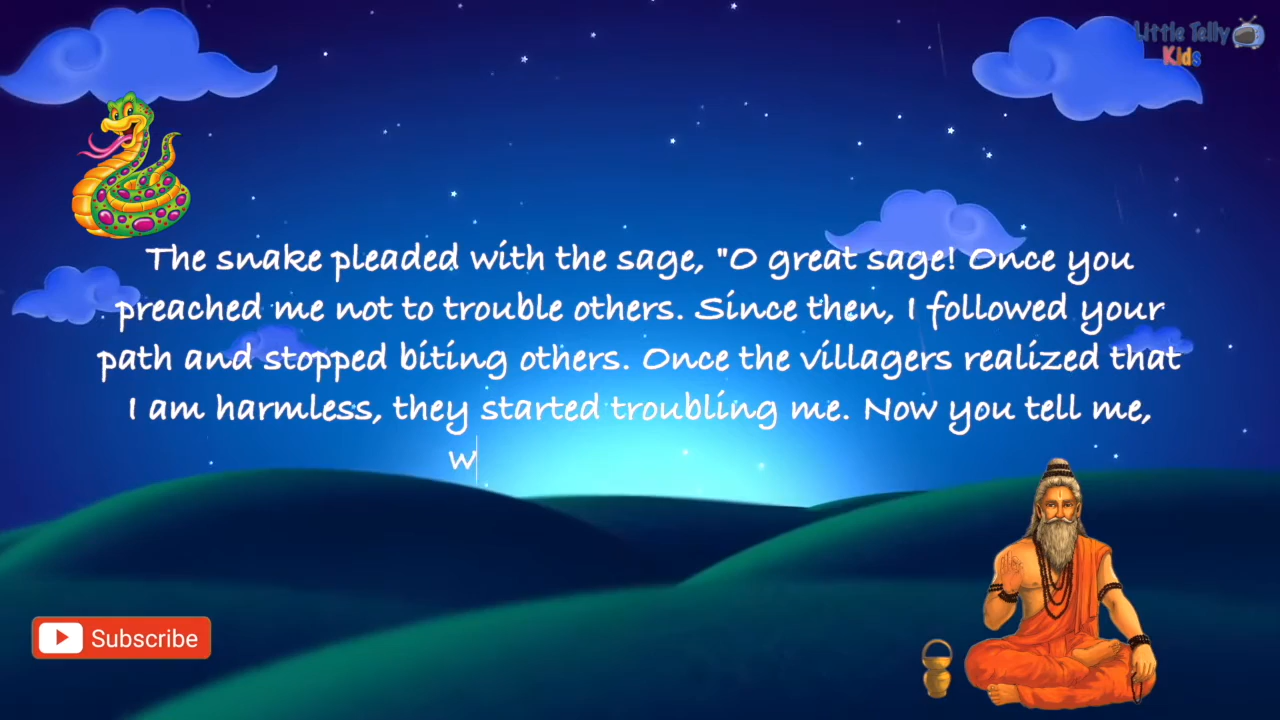 Little Telly
Kids
The snake pleaded with the sage, "O great sage! Once you
preached me not to trouble others. Since then, I followed your
path and stopped biting others. Once the villagers realized that
I am harmless, they started troubling me. Now you tell me,
w
Subscribe